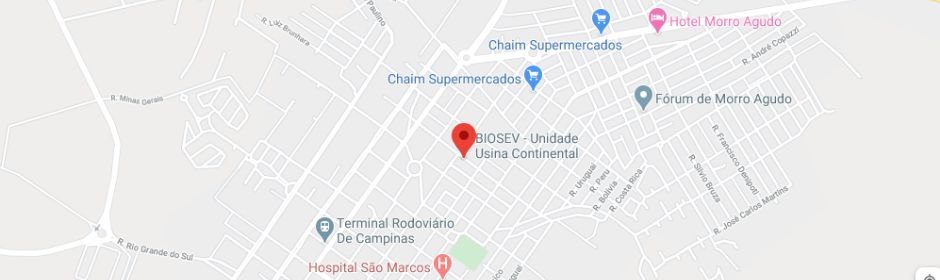 Paulino
R. Luiz Brunhara
Hotel Morro Agudo
Chaim Supermercados
R. André Copazzi
Chaim Supermercados
R. Minas Gerais
Fórum de Morro Agudo
BIOSEV - Unidade
Usina Continental
R. Uruguai
R. Peru
R. Bolívia
R. Costa Rica
R. Silvio Bruza
R. Francisco Denipoti
R. José Carlos Martins
Terminal Rodoviário
De Campinas
R. Rio Grande do Sul
Hospital São Marcos
H